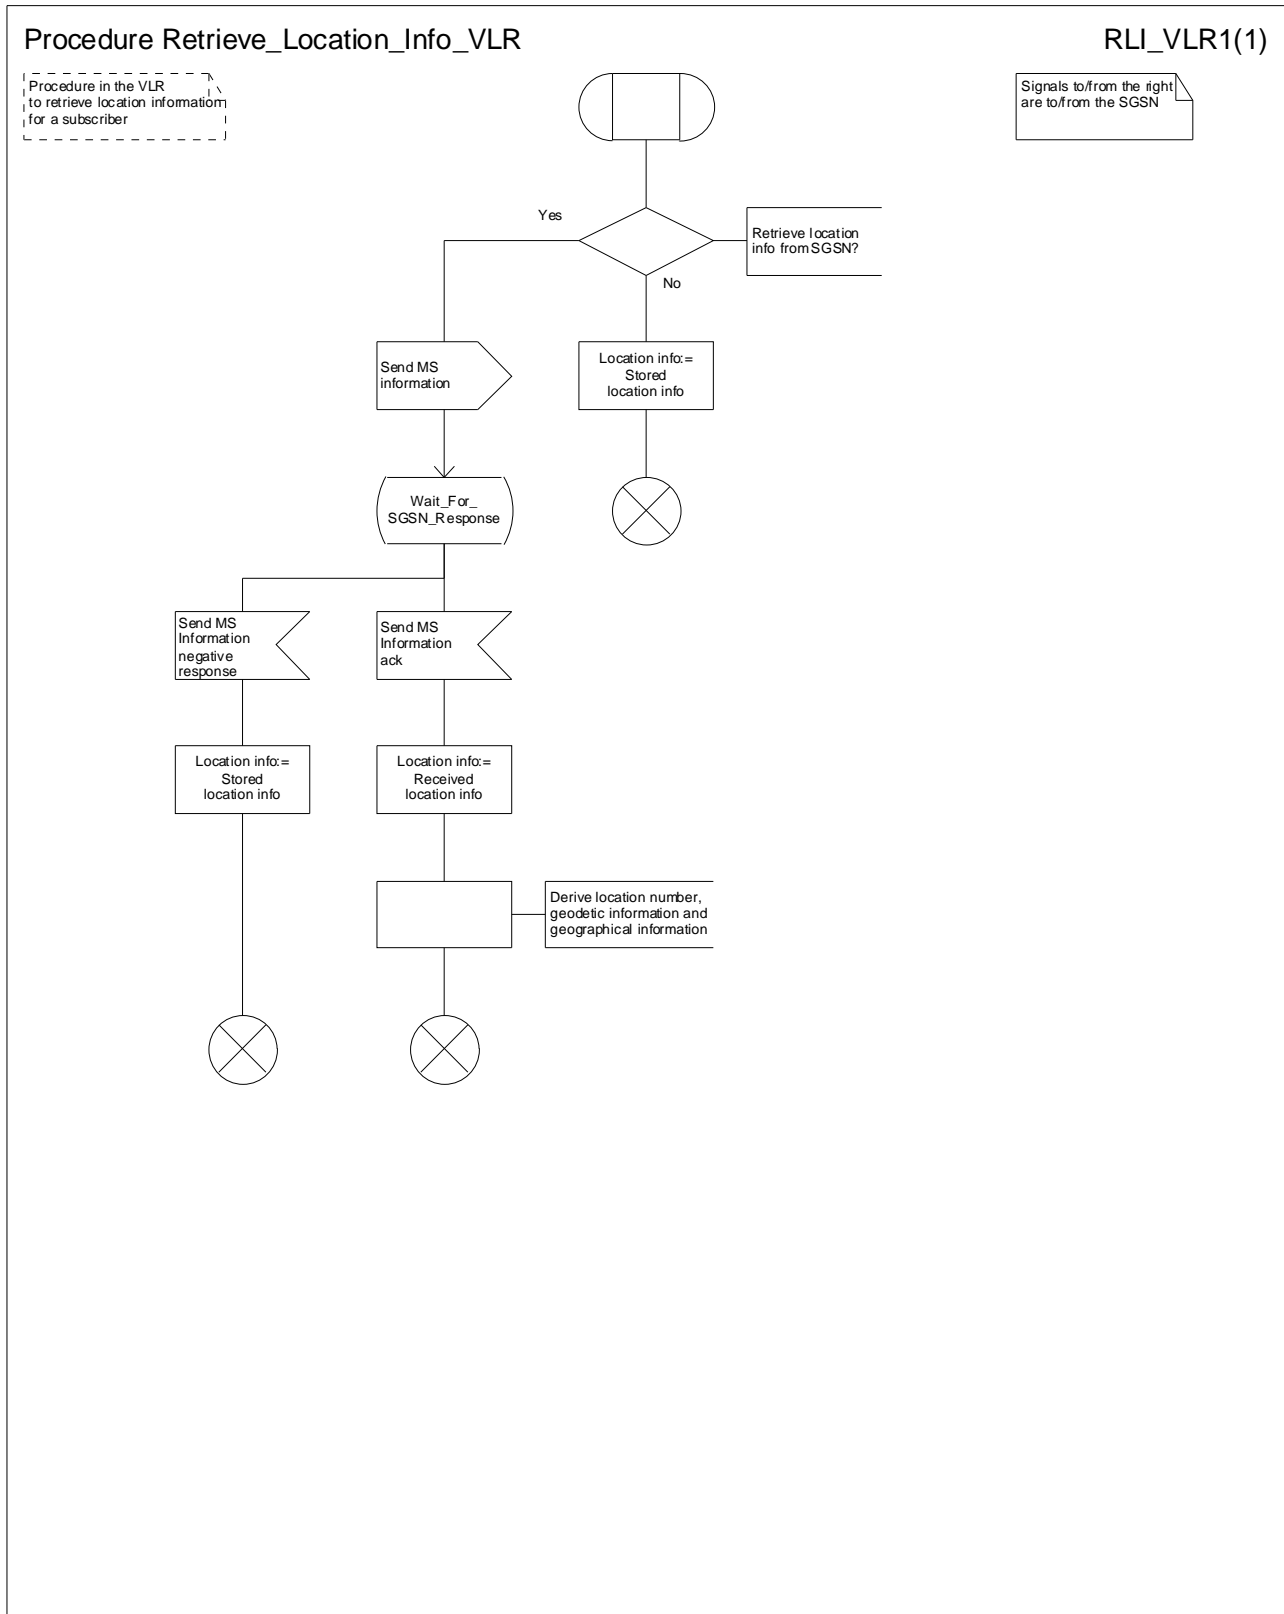 Procedure Retrieve_Location_Info_VLR
RLI_VLR1(1)
Procedure in the VLR
to retrieve location information
for a subscriber
Signals to/from the right
are to/from the SGSN
Yes
Retrieve location
info from SGSN?
No
Send MS
information
Location info:=
Stored
location info
Wait_For_
SGSN_Response
Send MS
Information
negative
response
Send MS
Information
ack
Location info:=
Stored
location info
Location info:=
Received
location info
Derive location number,
geodetic information and
geographical information